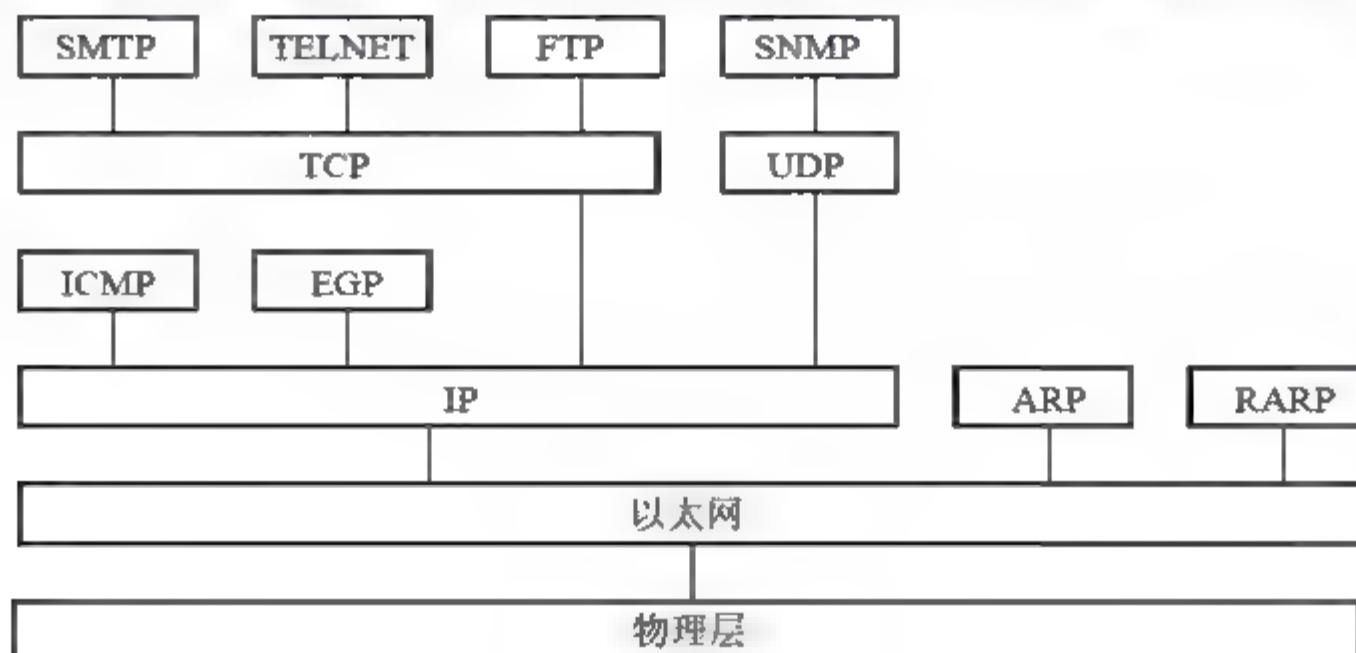 SMTP TELNET FTP SNMP
TCP UDP
ICMP EGP
IP ARP RARP
以太网
物理层